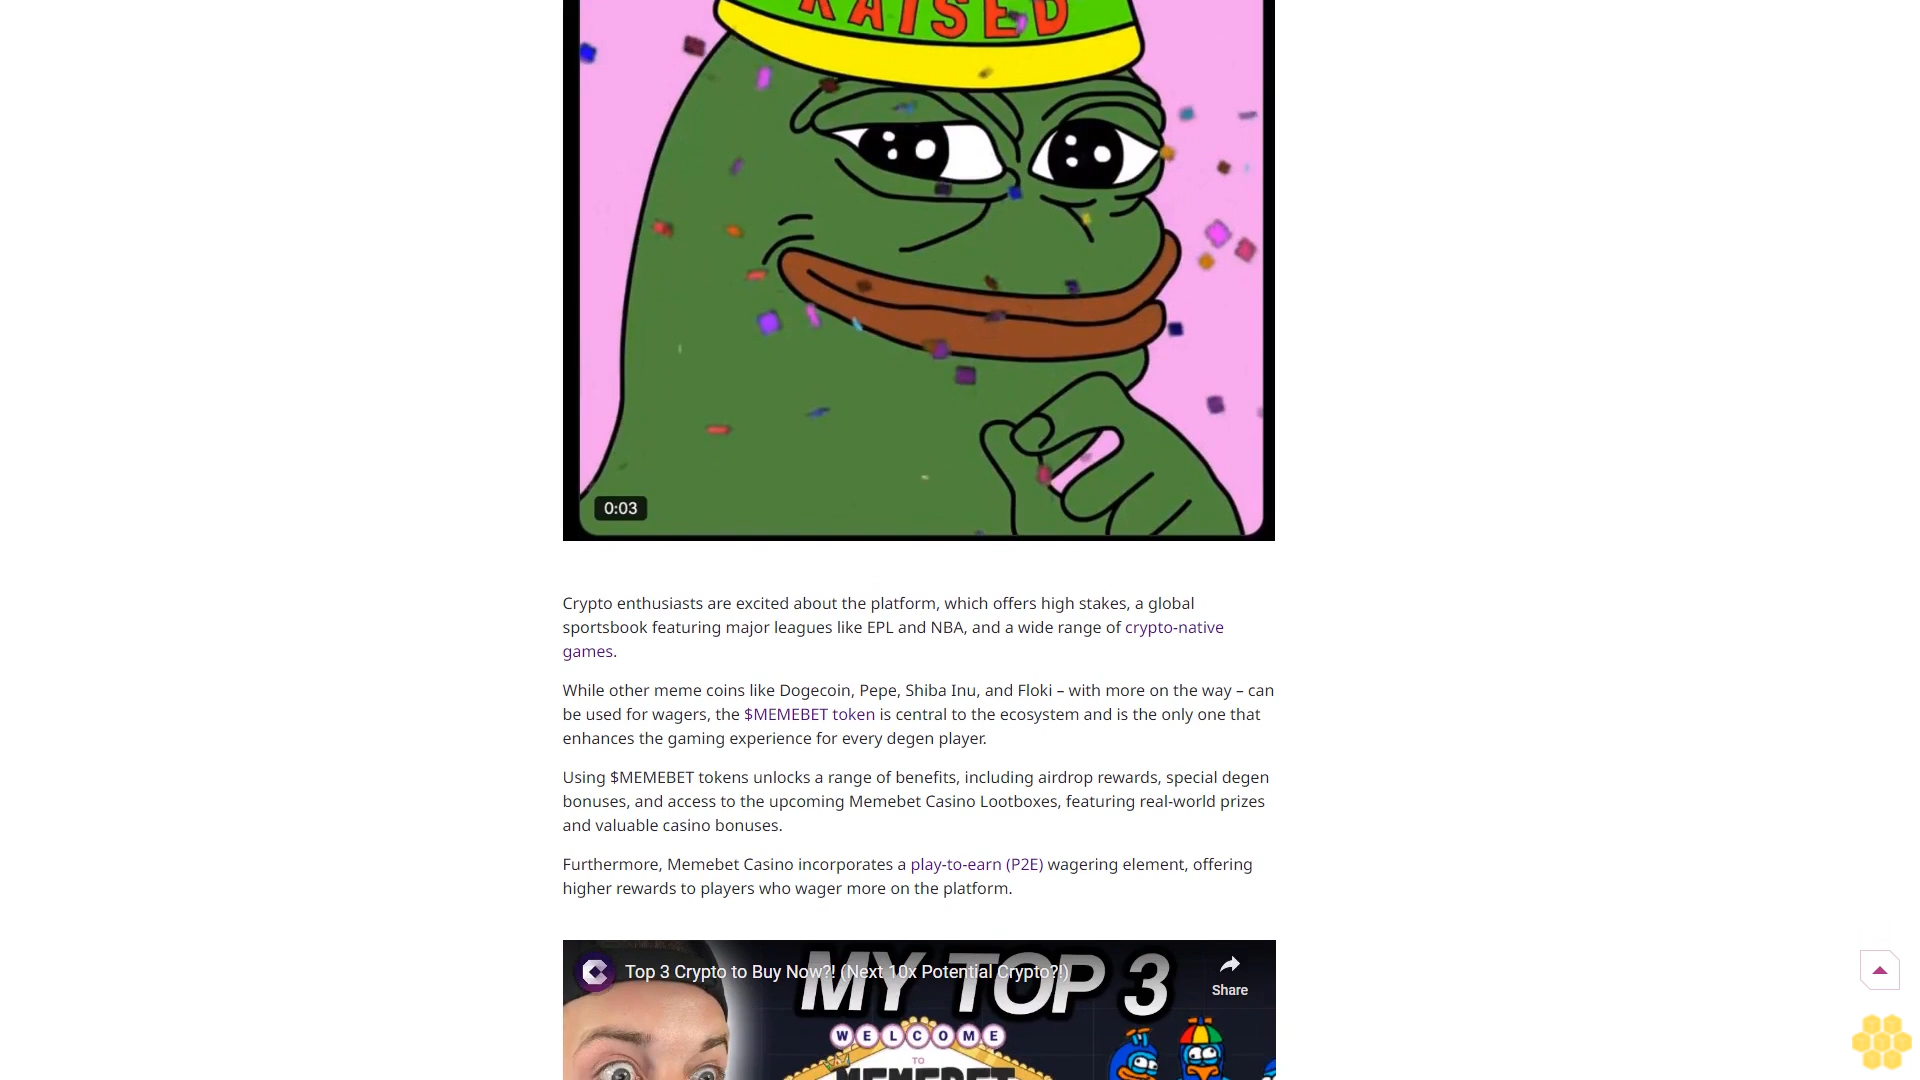 RAISED
0:03
Crypto enthusiasts are excited about the platform, which offers high stakes, a global
sportsbook featuring major leagues like EPL and NBA, and a wide range of crypto-native
games.
While other meme coins like Dogecoin, Pepe, Shiba Inu, and Floki – with more on the way – can
be used for wagers, the $MEMEBET token is central to the ecosystem and is the only one that
enhances the gaming experience for every degen player.
Using $MEMEBET tokens unlocks a range of benefits, including airdrop rewards, special degen
bonuses, and access to the upcoming Memebet Casino Lootboxes, featuring real-world prizes
and valuable casino bonuses.
Furthermore, Memebet Casino incorporates a play-to-earn (P2E) wagering element, offering
higher rewards to players who wager more on the platform.
Top 3 Crypto to Buy Now?! (Next 10x Potential Crypto?!)
MY TOP 3
Share
WELCOME
TO
MEMEBET